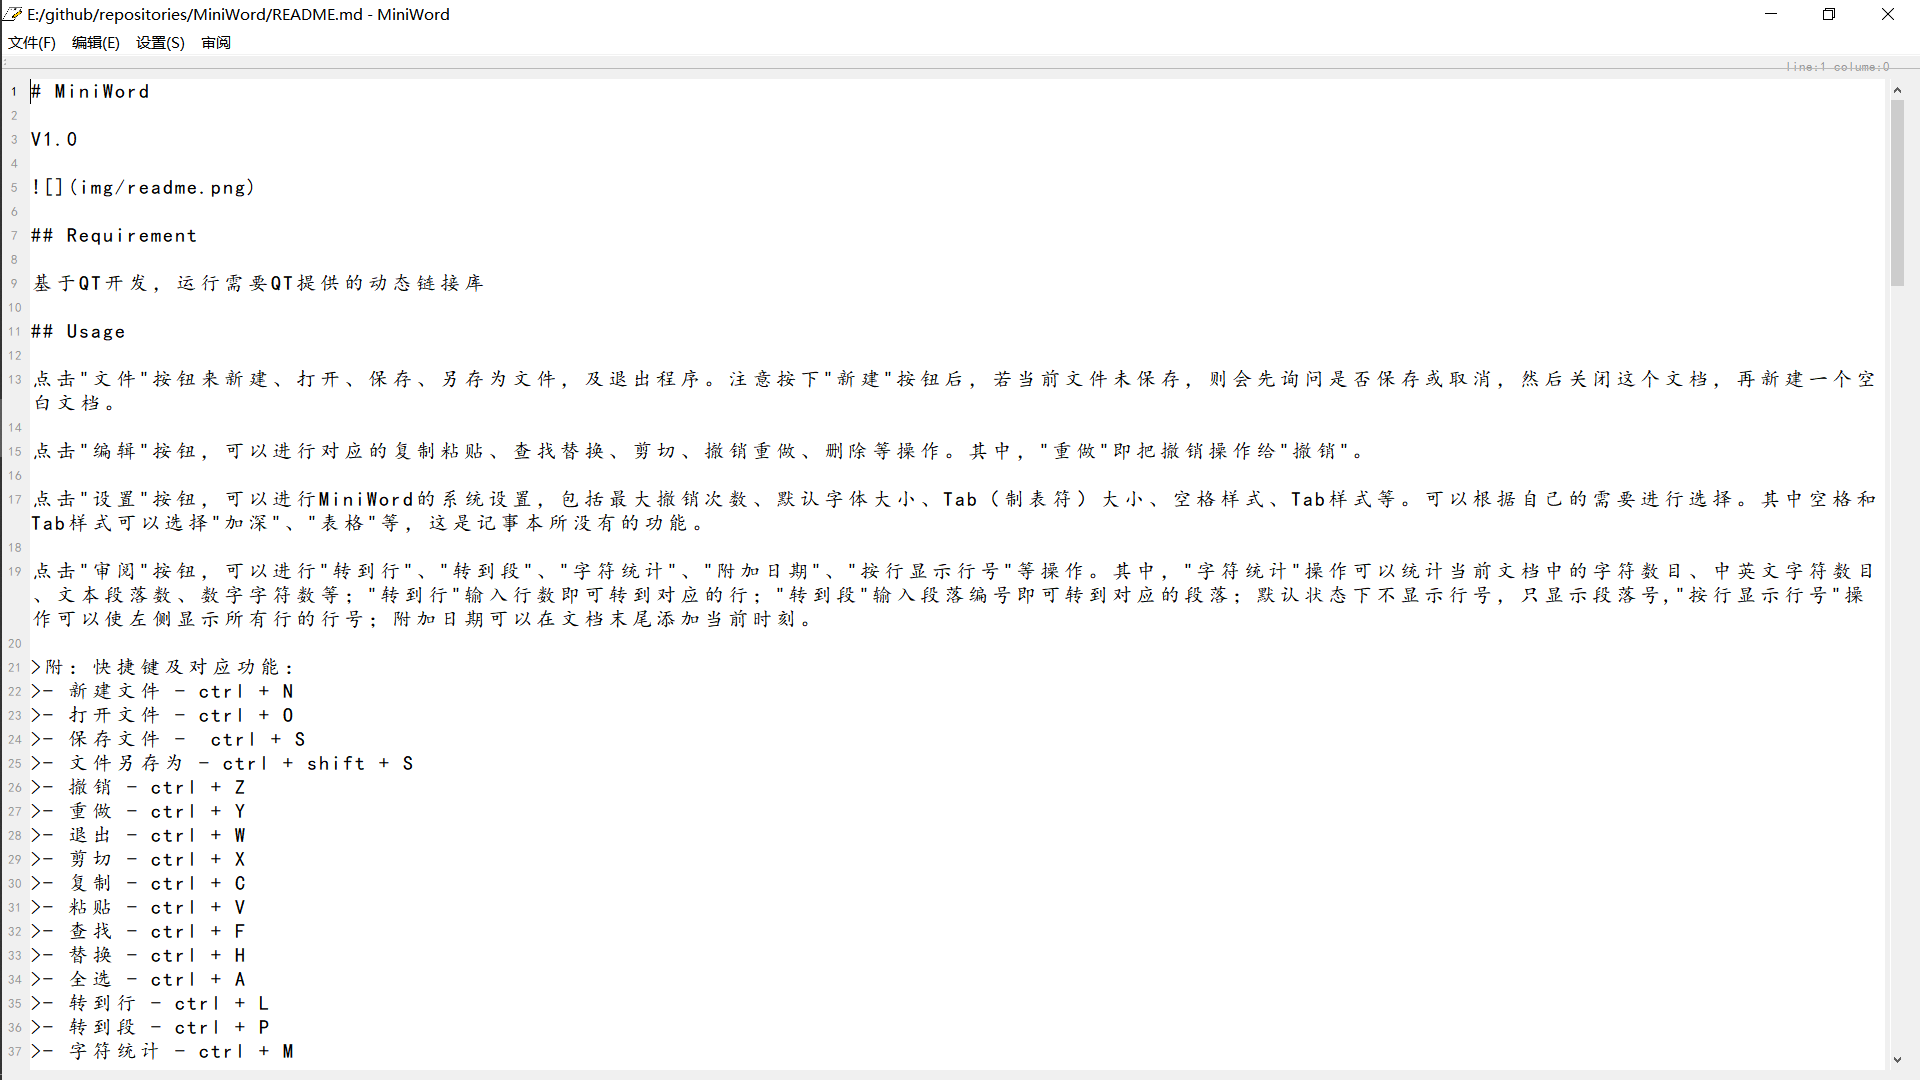 E:/github/repositories/MiniWord/README.md - MiniWord
文件(F) 编辑(E) 设置(S) 审阅
line:1 colume:0
1 # MiniWord
2
3 V1.0
4
5 ![](img/readme.png)
6
7 ## Requirement
8
9 基于QT开发，运行需要QT提供的动态链接库
10
11 ## Usage
12
13 点击"文件"按钮来新建、打开、保存、另存为文件，及退出程序。注意按下"新建"按钮后，若当前文件未保存，则会先询问是否保存或取消，然后关闭这个文档，再新建一个空
白文档。
14
15 点击"编辑"按钮，可以进行对应的复制粘贴、查找替换、剪切、撤销重做、删除等操作。其中，"重做"即把撤销操作给"撤销"。
16
17 点击"设置"按钮，可以进行MiniWord的系统设置，包括最大撤销次数、默认字体大小、Tab（制表符）大小、空格样式、Tab样式等。可以根据自己的需要进行选择。其中空格和
Tab样式可以选择"加深"、"表格"等，这是记事本所没有的功能。
18
19 点击"审阅"按钮，可以进行"转到行"、"转到段"、"字符统计"、"附加日期"、"按行显示行号"等操作。其中，"字符统计"操作可以统计当前文档中的字符数目、中英文字符数目
、文本段落数、数字字符数等；"转到行"输入行数即可转到对应的行；"转到段"输入段落编号即可转到对应的段落；默认状态下不显示行号，只显示段落号,"按行显示行号"操
作可以使左侧显示所有行的行号；附加日期可以在文档末尾添加当前时刻。
20
21 >附：快捷键及对应功能：
22 >- 新建文件 - ctrl + N
23 >- 打开文件 - ctrl + O
24 >- 保存文件 -  ctrl + S
25 >- 文件另存为 - ctrl + shift + S
26 >- 撤销 - ctrl + Z
27 >- 重做 - ctrl + Y
28 >- 退出 - ctrl + W
29 >- 剪切 - ctrl + X
30 >- 复制 - ctrl + C
31 >- 粘贴 - ctrl + V
32 >- 查找 - ctrl + F
33 >- 替换 - ctrl + H
34 >- 全选 - ctrl + A
35 >- 转到行 - ctrl + L
36 >- 转到段 - ctrl + P
37 >- 字符统计 - ctrl + M